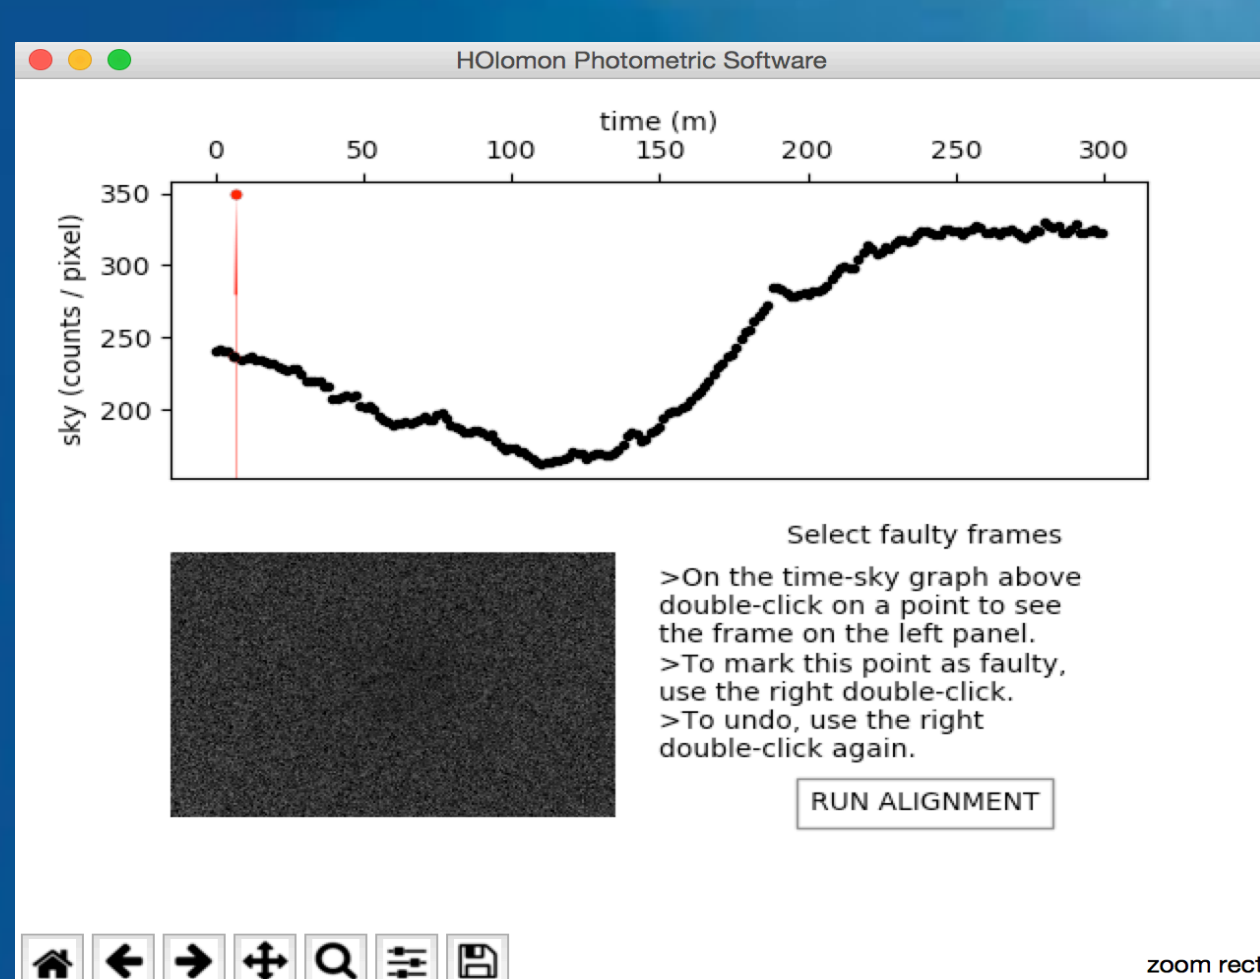 HOlomon Photometric Software
time (m)
0 50 100 150 200 250 300
sky (counts / pixel)
350
300
250
200
Select faulty frames
>On the time-sky graph above
double-click on a point to see
the frame on the left panel.
>To mark this point as faulty,
use the right double-click.
>To undo, use the right
double-click again.
RUN ALIGNMENT
zoom rect